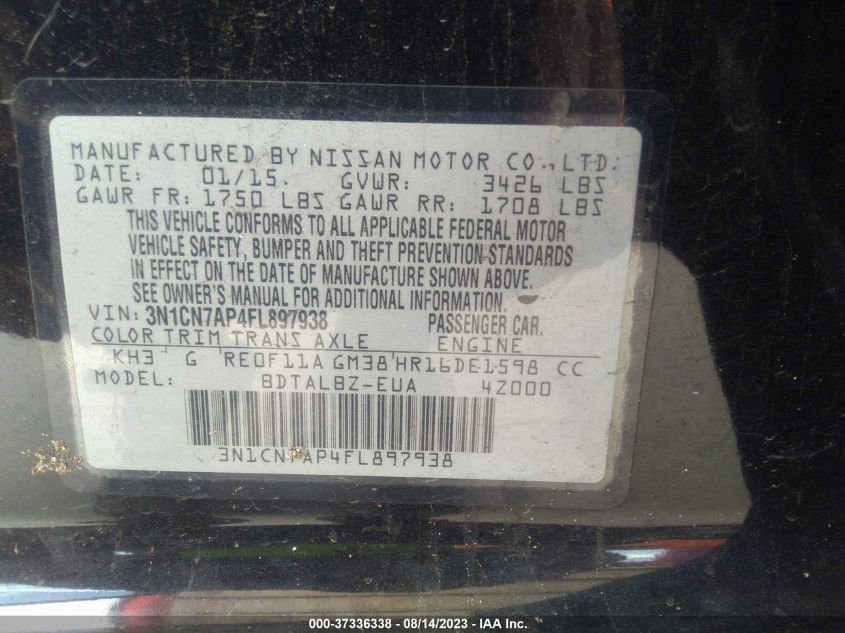 MANUFACTURED BY NISSAN MOTOR CO., LTD.
DATE: 01/15. GVWR: 3426 LBS
GAWR FR: 1750 LBS GAWR RR: 1708 LBS
THIS VEHICLE CONFORMS TO ALL APPLICABLE FEDERAL MOTOR
VEHICLE SAFETY, BUMPER AND THEFT PREVENTION STANDARDS
IN EFFECT ON THE DATE OF MANUFACTURE SHOWN ABOVE.
SEE OWNER'S MANUAL FOR ADDITIONAL INFORMATION.
VIN: 3N1CN7AP4FL897938 PASSENGER CAR.
COLOR TRIM TRANS AXLE ENGINE
KH3 G RE0F11A GM38 HR16DE1598 CC
MODEL: BDTALBZ-EUA 4Z000
3N1CN7AP4FL897938
000-37336338 - 08/14/2023 - IAA Inc.